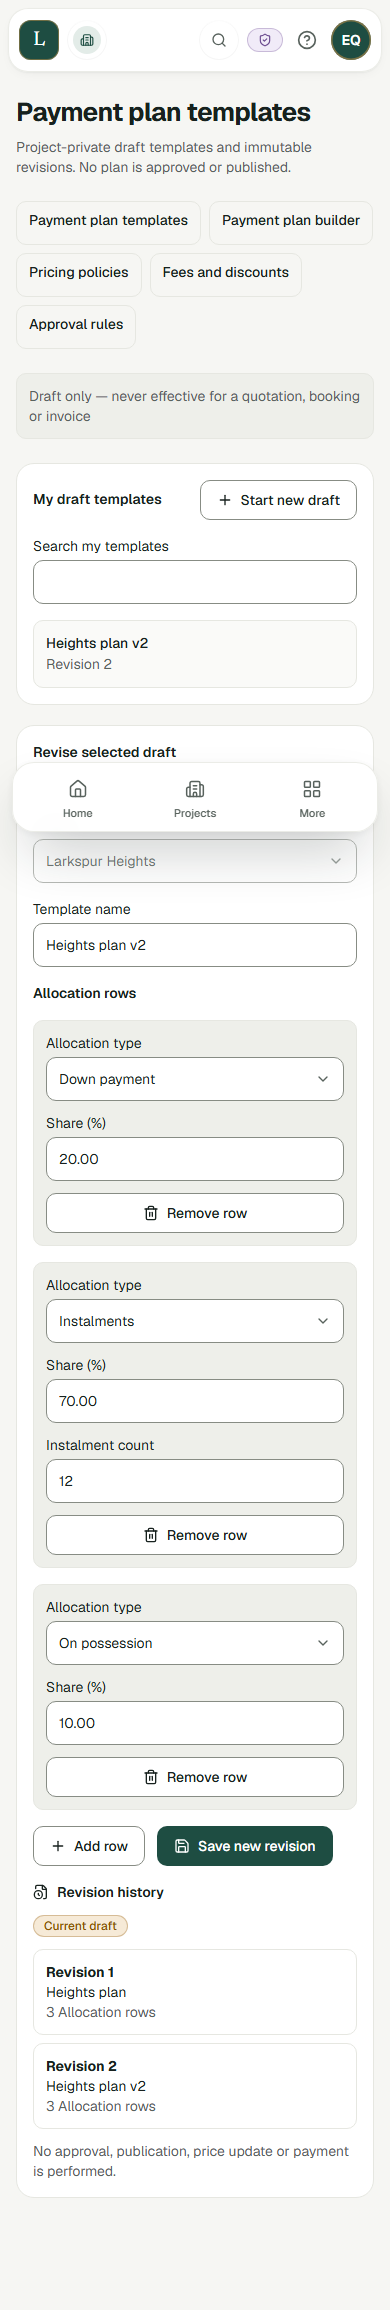 L
EQ
Payment plan templates
Project-private draft templates and immutable
revisions. No plan is approved or published.
Payment plan templates
Payment plan builder
Pricing policies
Fees and discounts
Approval rules
Draft only — never effective for a quotation, booking
or invoice
My draft templates
Start new draft
Search my templates
Heights plan v2
Revision 2
Revise selected draft
Home
Projects
More
Larkspur Heights
Template name
Heights plan v2
Allocation rows
Allocation type
Down payment
Share (%)
20.00
Remove row
Allocation type
Instalments
Share (%)
70.00
Instalment count
12
Remove row
Allocation type
On possession
Share (%)
10.00
Remove row
Add row
Save new revision
Revision history
Current draft
Revision 1
Heights plan
3 Allocation rows
Revision 2
Heights plan v2
3 Allocation rows
No approval, publication, price update or payment
is performed.